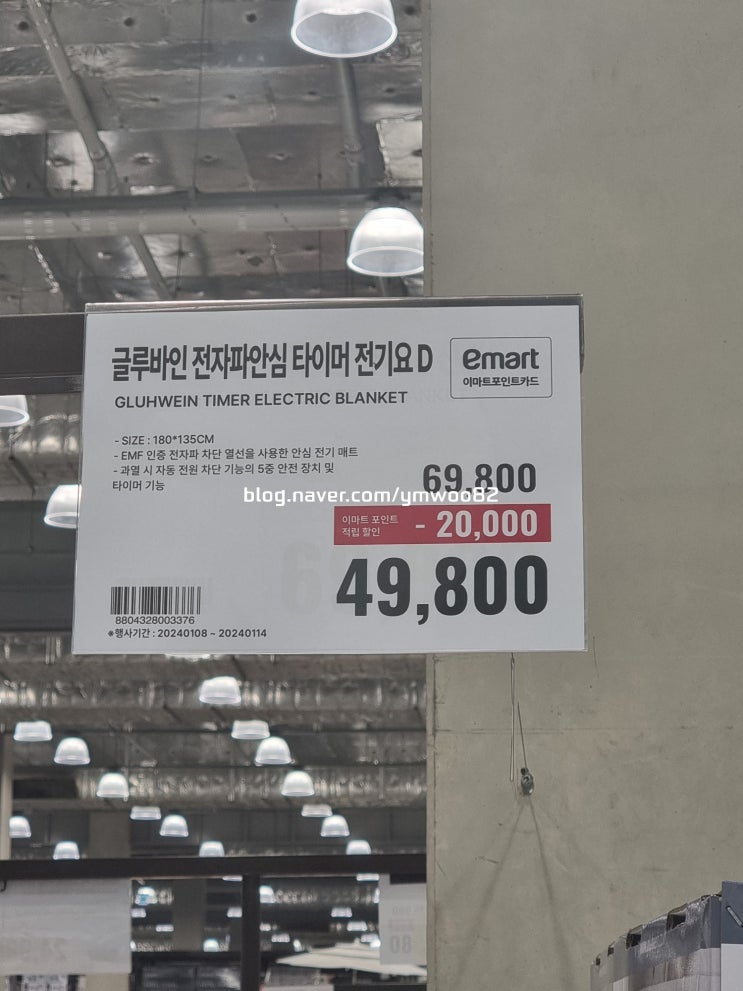 글루바인 전자파안심 타이머 전기요 D
emart
이마트포인트카드
GLUHWEIN TIMER ELECTRIC BLANKET
- SIZE : 180*135CM
- EMF 인증 전자파 차단 열선을 사용한 안심 전기 매트
- 과열 시 자동 전원 차단 기능의 5중 안전 장치 및
타이머 기능
69,800
blog.naver.com/ymwoo82
이마트 포인트
적립 할인
- 20,000
49,800
8804328003376
※행사기간 : 20240108 ~ 20240114